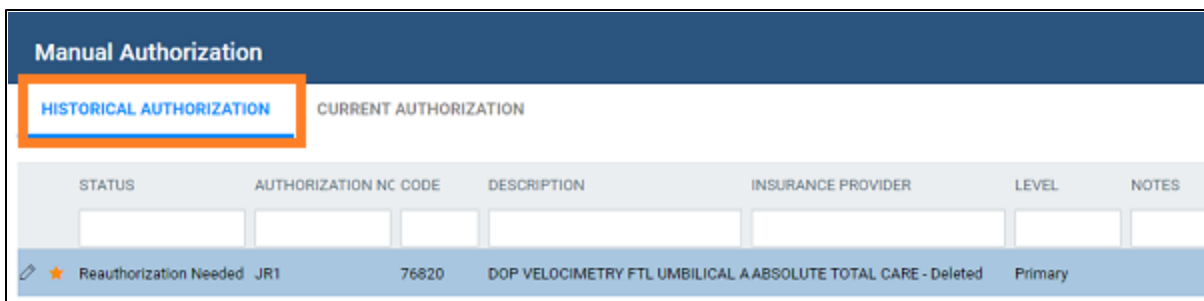 Manual Authorization
HISTORICAL AUTHORIZATION CURRENT AUTHORIZATION
STATUS AUTHORIZATION NC CODE DESCRIPTION INSURANCE PROVIDER LEVEL NOTES
Reauthorization Needed JR1 76820 DOP VELOCIMETRY FTL UMBILICAL A ABSOLUTE TOTAL CARE - Deleted Primary